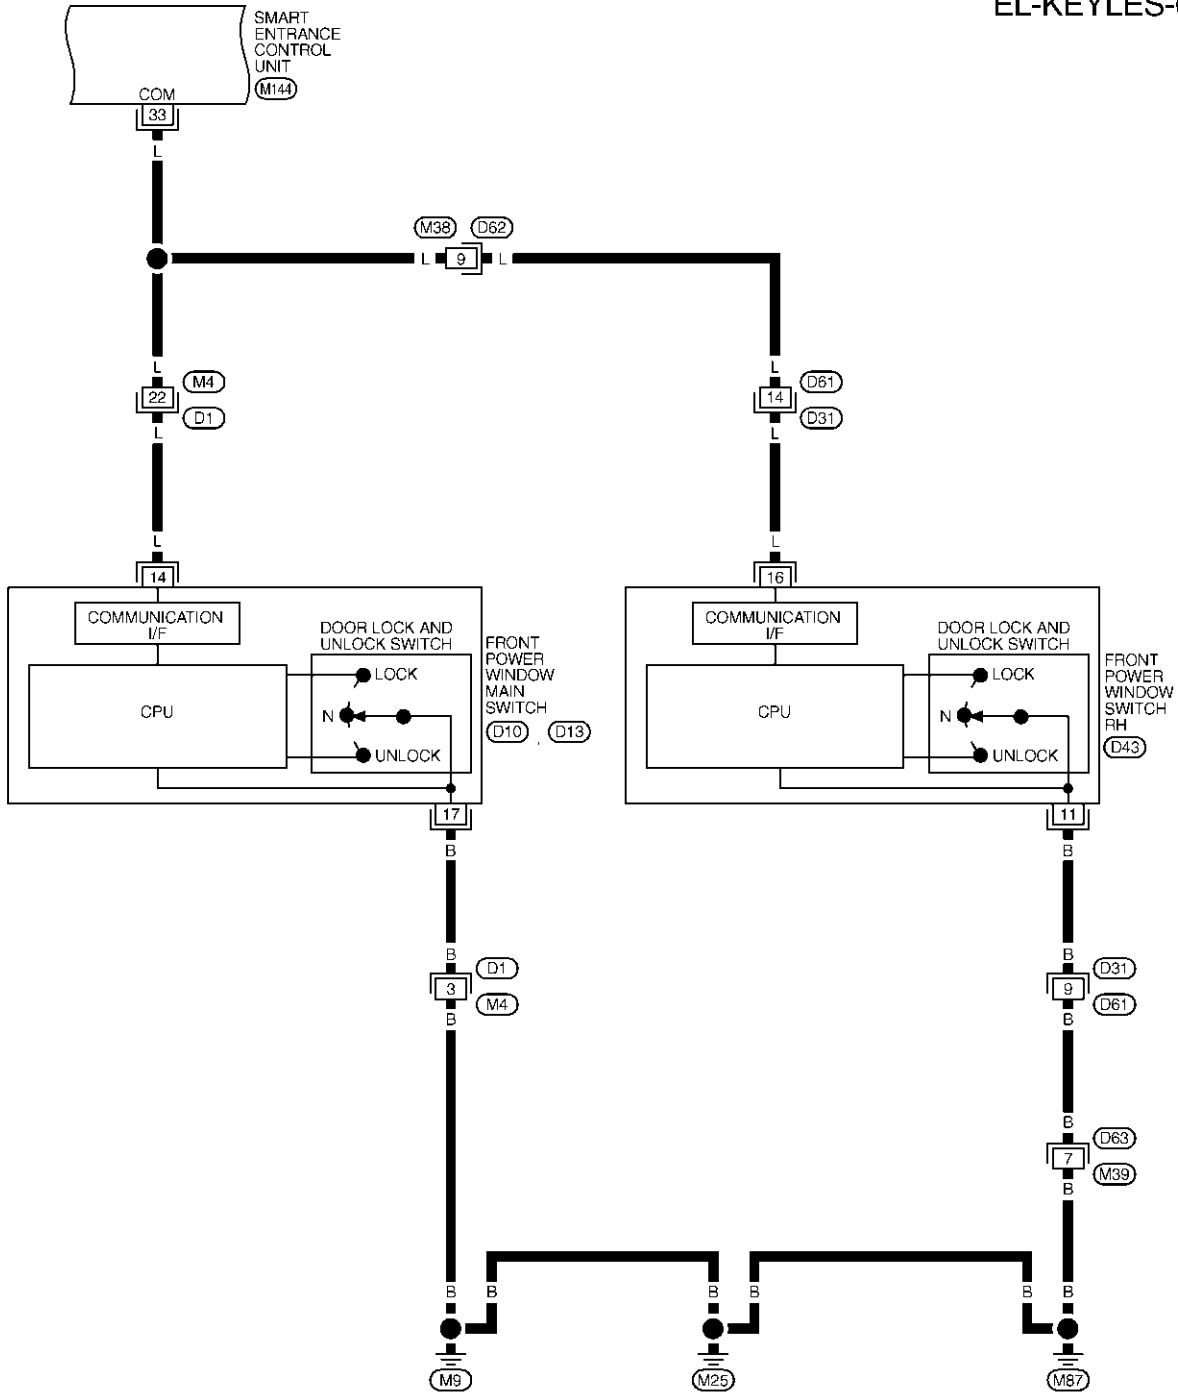 EL-KEYLES-
SMART
ENTRANCE
CONTROL
UNIT
M144
COM
33
L
M38 D62
L 9 L
L L
M4 D61
22 14
D1 D31
L L
L L
14 16
COMMUNICATION
I/F
DOOR LOCK AND
UNLOCK SWITCH
LOCK
CPU
N
UNLOCK
FRONT
POWER
WINDOW
MAIN
SWITCH
D10 , D13
COMMUNICATION
I/F
DOOR LOCK AND
UNLOCK SWITCH
LOCK
CPU
N
UNLOCK
FRONT
POWER
WINDOW
SWITCH
RH
D43
17 11
B B
B B
D1 D31
3 9
M4 D61
B B
B
D63
7
M39
B
B B B B B B
M9 M25 M87